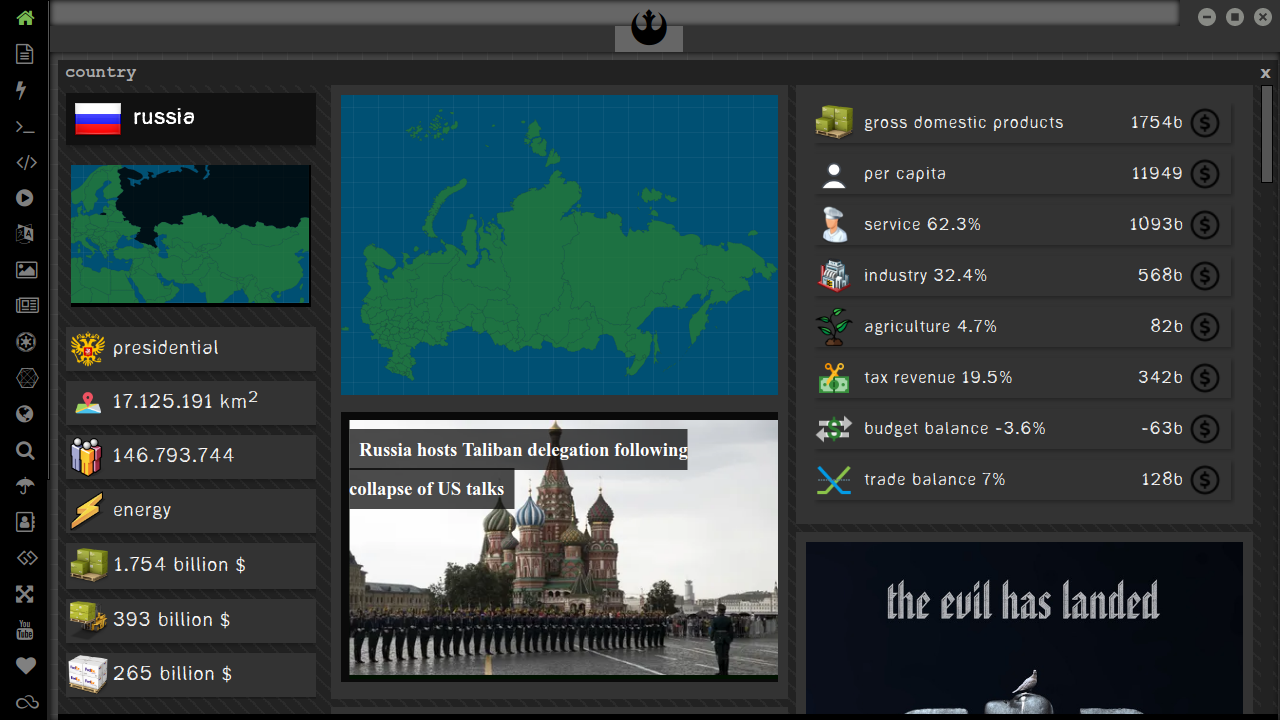 country
x
russia
presidential
17.125.191 km²
146.793.744
energy
1.754 billion $
393 billion $
265 billion $
Russia hosts Taliban delegation following
collapse of US talks
gross domestic products 1754b $
per capita 11949 $
service 62.3% 1093b $
industry 32.4% 568b $
agriculture 4.7% 82b $
tax revenue 19.5% 342b $
budget balance -3.6% -63b $
trade balance 7% 128b $
the evil has landed
You
Tube